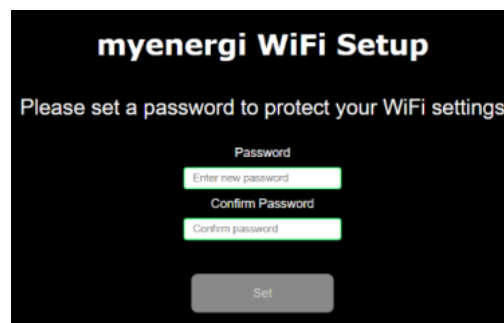 myenergi WiFi Setup
Please set a password to protect your WiFi settings
Password
Enter new password
Confirm Password
Confirm password
Set